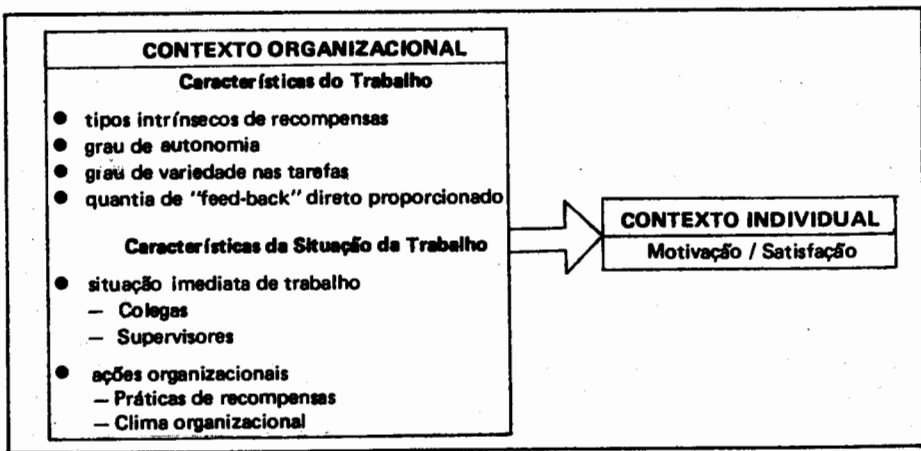 CONTEXTO ORGANIZACIONAL
Características do Trabalho
● tipos intrínsecos de recompensas
● grau de autonomia
● grau de variedade nas tarefas
● quantia de "feed-back" direto proporcionado
Características da Situação da Trabalho
● situação imediata de trabalho
— Colegas
— Supervisores
● ações organizacionais
— Práticas de recompensas
— Clima organizacional
CONTEXTO INDIVIDUAL
Motivação / Satisfação